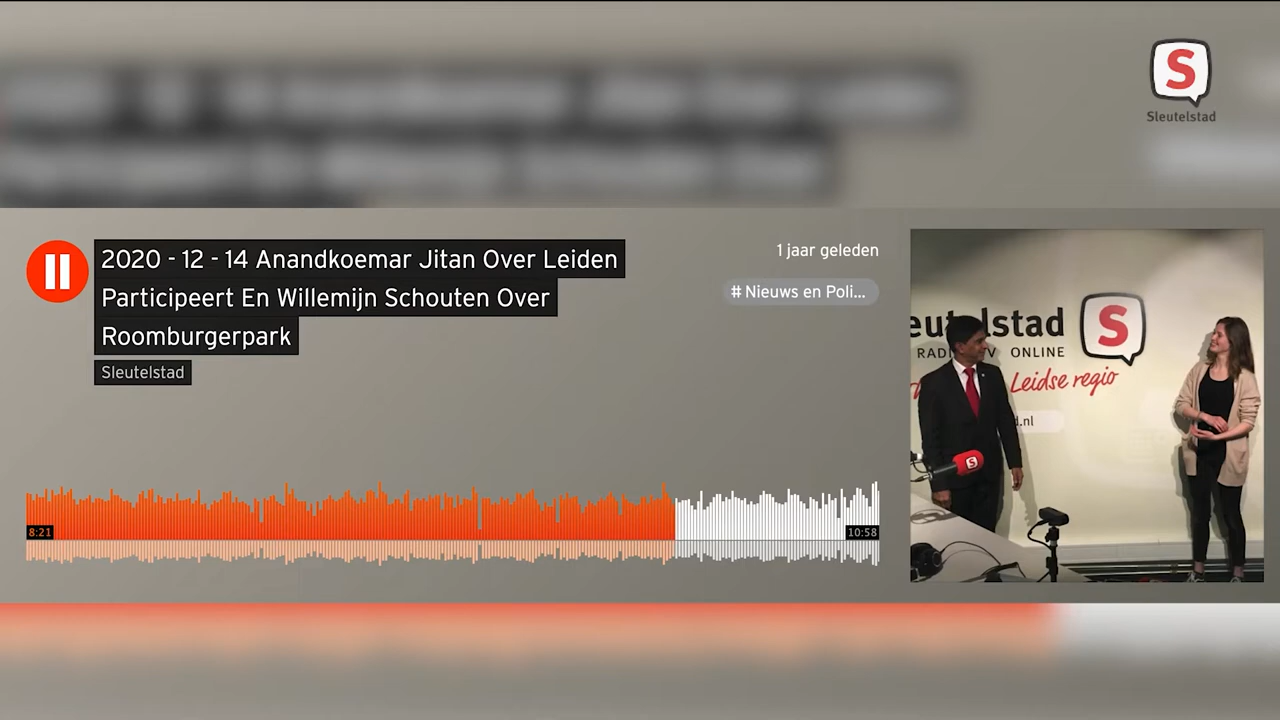 Sleutelstad
2020 - 12 - 14 Anandkoemar Jitan Over Leiden
Participeert En Willemijn Schouten Over
Roomburgerpark
Sleutelstad
1 jaar geleden
# Nieuws en Poli...
8:21
10:58
S
RADI
TV ONLINE
Leidse regio
.nl